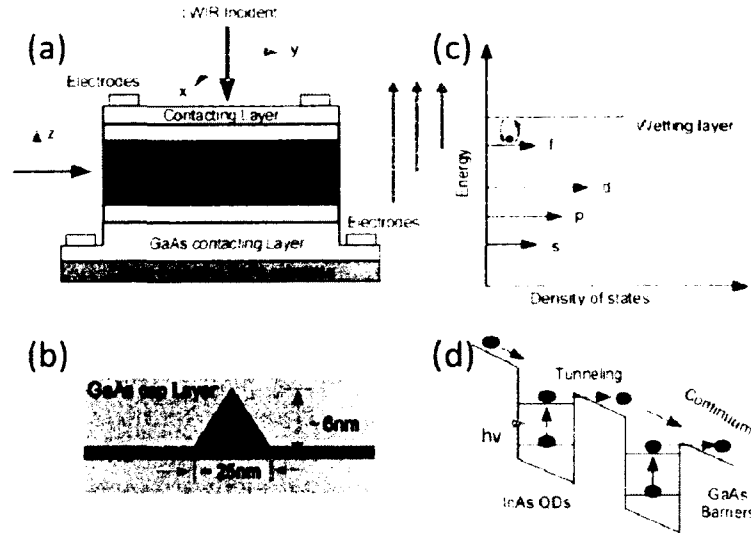 (a)
LWIR Incident
y
x
Electrodes
Contacting Layer
z
Electrodes
GaAs contacting Layer
(b)
GaAs cap Layer
~ 6nm
~ 25nm
(c)
Energy
Wetting layer
f
d
p
s
Density of states
(d)
Tunneling
Continuum
hν
InAs QDs
GaAs
Barriers